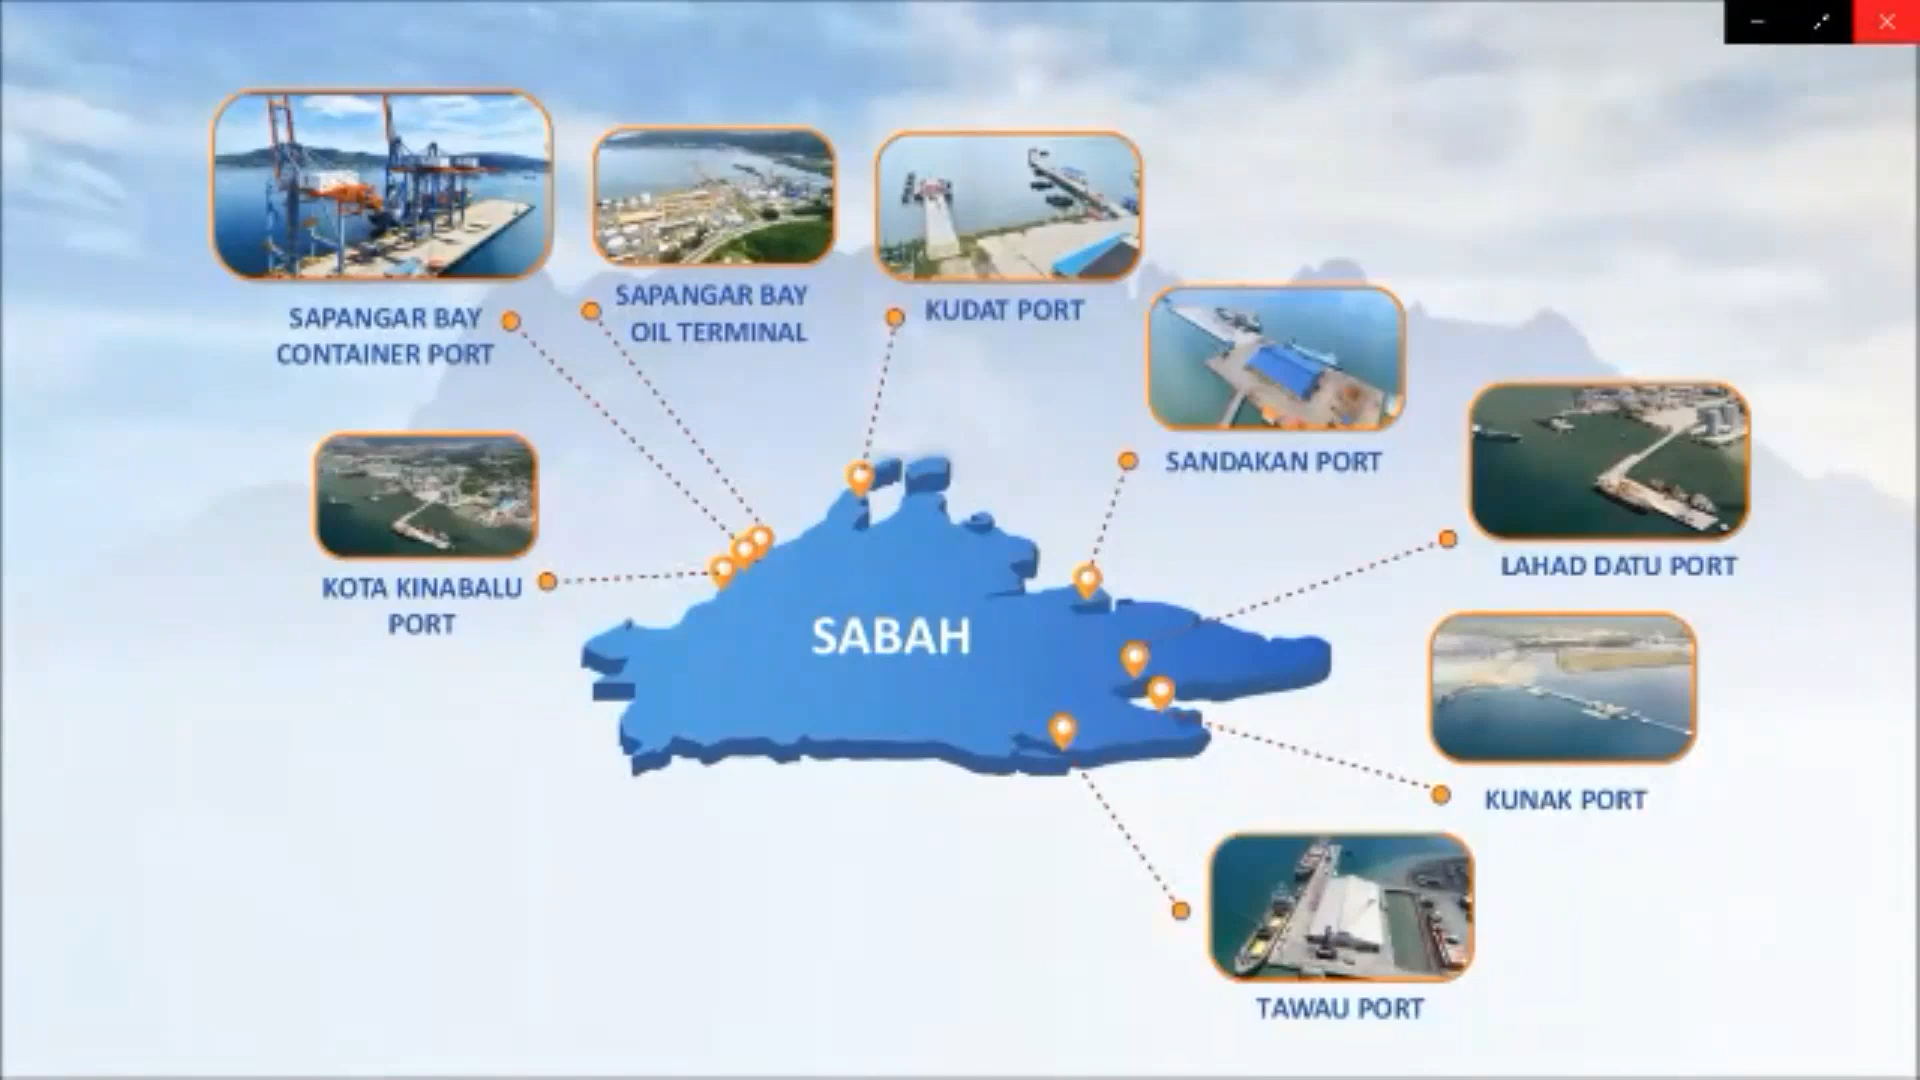 SAPANGAR BAY
CONTAINER PORT
SAPANGAR BAY
OIL TERMINAL
KUDAT PORT
SANDAKAN PORT
LAHAD DATU PORT
KOTA KINABALU
PORT
SABAH
KUNAK PORT
TAWAU PORT